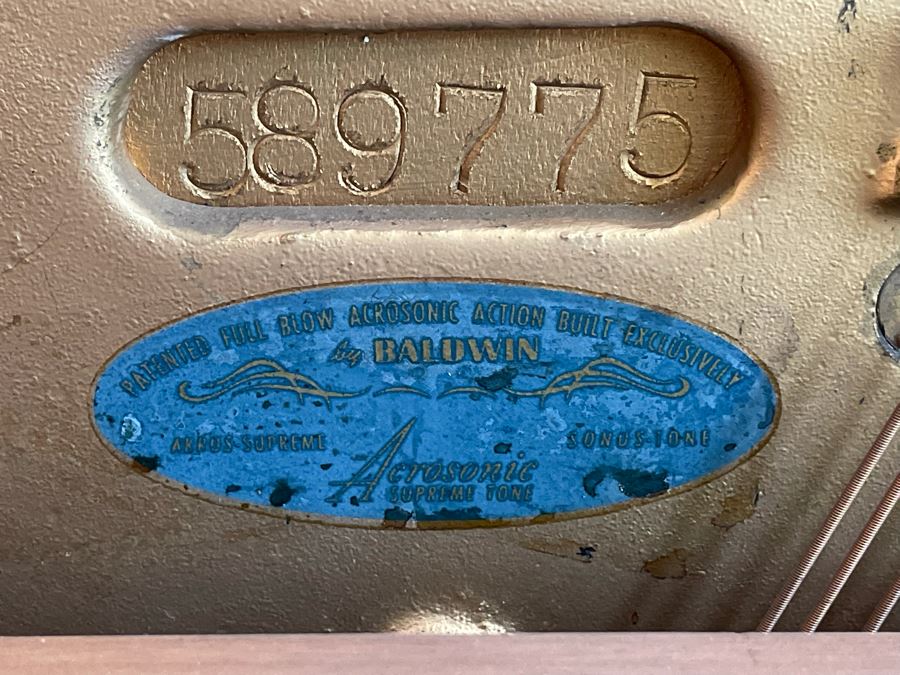 589775
PATENTED FULL BLOW ACROSONIC ACTION BUILT EXCLUSIVELY
by BALDWIN
AKROS-SUPREME
SONUS-TONE
Acrosonic
SUPREME TONE